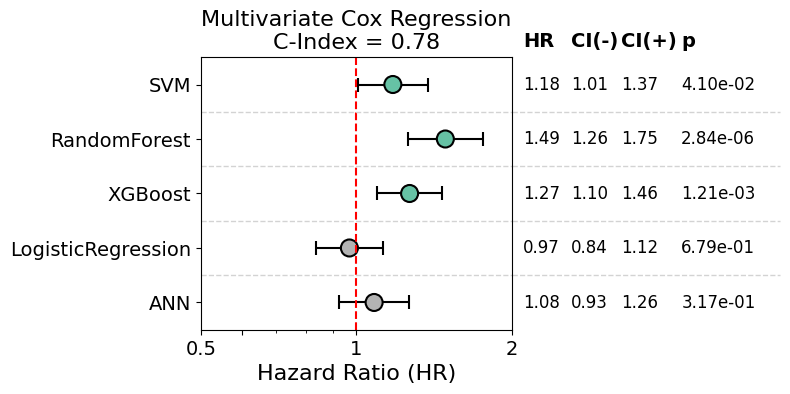 Multivariate Cox Regression
C-Index = 0.78
HR CI(-) CI(+) p
SVM 1.18 1.01 1.37 4.10e-02
RandomForest 1.49 1.26 1.75 2.84e-06
XGBoost 1.27 1.10 1.46 1.21e-03
LogisticRegression 0.97 0.84 1.12 6.79e-01
ANN 1.08 0.93 1.26 3.17e-01
0.5 1 2
Hazard Ratio (HR)